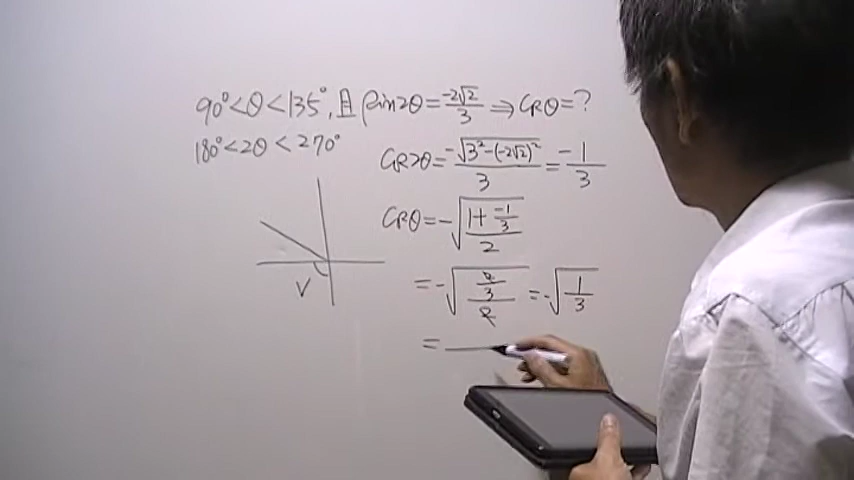 90°<θ<135°,且 sin2θ=-2√2/3 ⇒ cosθ=?
180°<2θ<270°
cos2θ=-√(3²-(-2√2)²)/3=-1/3
cosθ=-√((1+-1/3)/2)
=-√((2/3)/2)=-√(1/3)
=